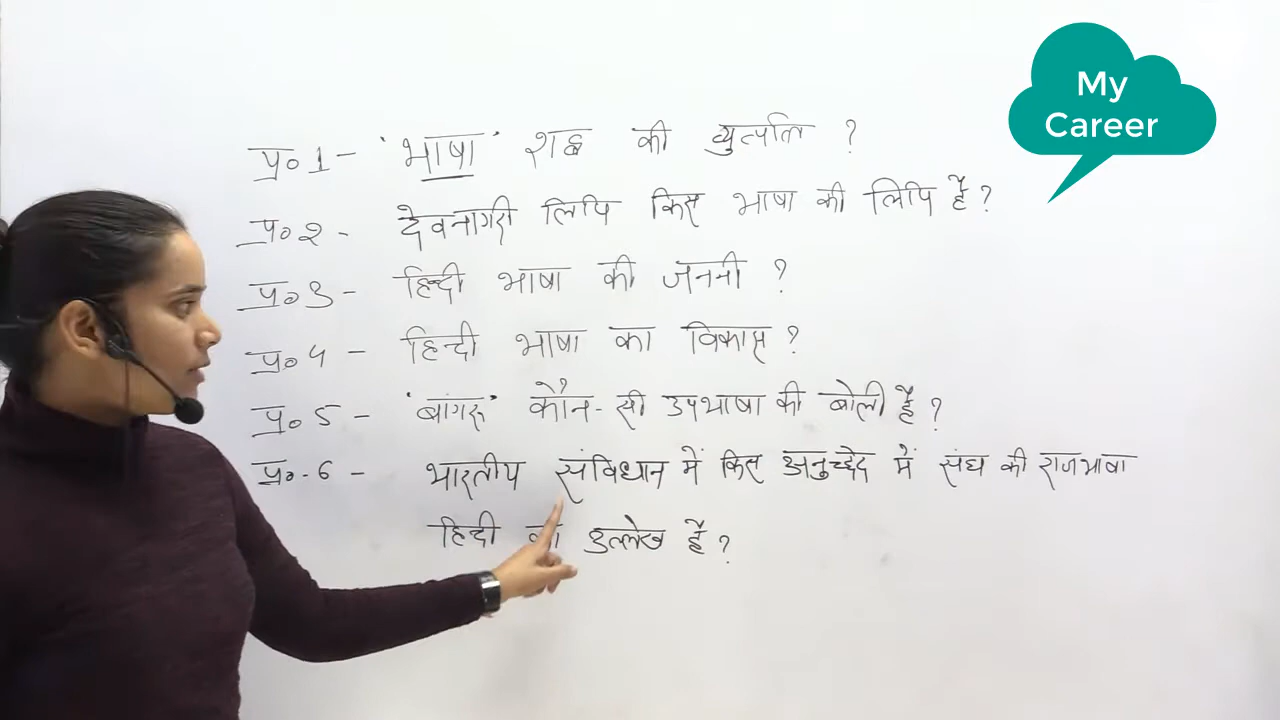 My
Career
प्र० 1 - 'भाषा' शब्द की व्युत्पत्ति ?
प्र० 2 - देवनागरी लिपि किस भाषा की लिपि है ?
प्र० 3 - हिन्दी भाषा की जननी ?
प्र० 4 - हिन्दी भाषा का विकास ?
प्र० 5 - 'बांगरू' कौन-सी उपभाषा की बोली है ?
प्र०-6 - भारतीय संविधान में किस अनुच्छेद में संघ की राजभाषा
हिन्दी का उल्लेख है ?